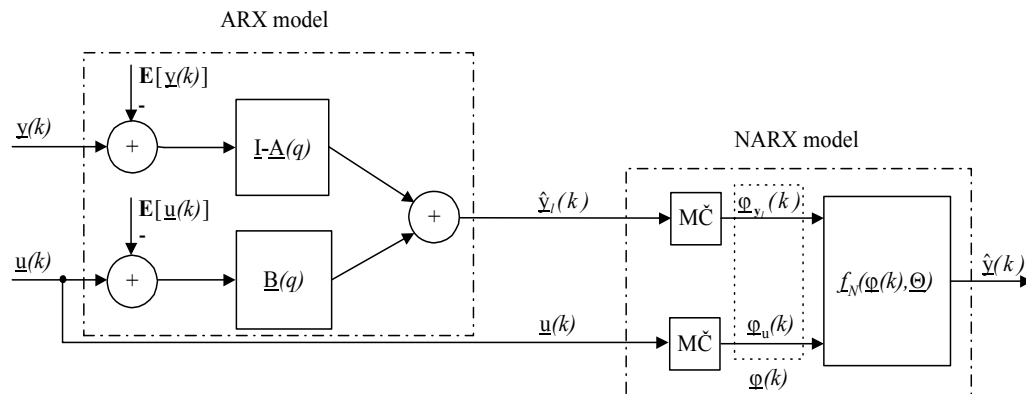 ARX model
E[y(k)]
-
y(k)
+
I-A(q)
NARX model
E[u(k)]
-
+
ŷl(k)
MČ
φyl(k)
u(k)
+
B(q)
fN(φ(k),Θ)
ŷ(k)
u(k)
MČ
φu(k)
φ(k)